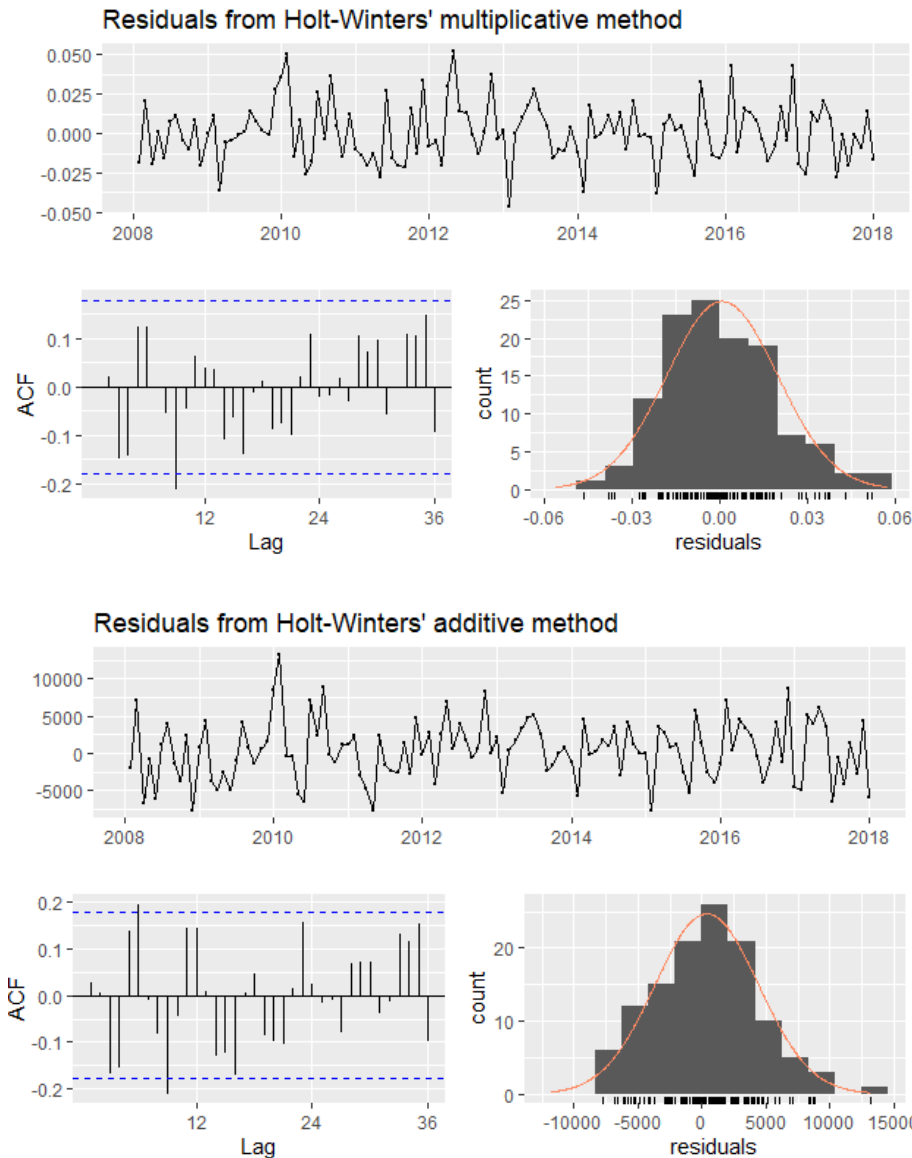 Residuals from Holt-Winters' multiplicative method
0.050
0.025
0.000
-0.025
-0.050
2008 2010 2012 2014 2016 2018
ACF
0.1
0.0
-0.1
-0.2
12 24 36
Lag
count
25
20
15
10
5
0
-0.06 -0.03 0.00 0.03 0.06
residuals
Residuals from Holt-Winters' additive method
10000
5000
0
-5000
2008 2010 2012 2014 2016 2018
ACF
0.2
0.1
0.0
-0.1
-0.2
12 24 36
Lag
count
20
10
0
-10000 -5000 0 5000 10000 1500
residuals